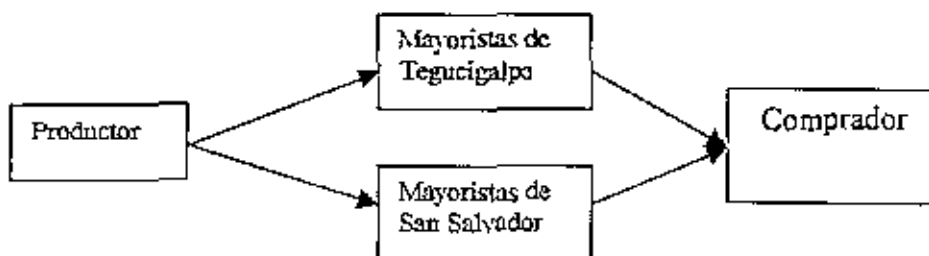 Productor
Mayoristas de
Tegucigalpa
Mayoristas de
San Salvador
Comprador